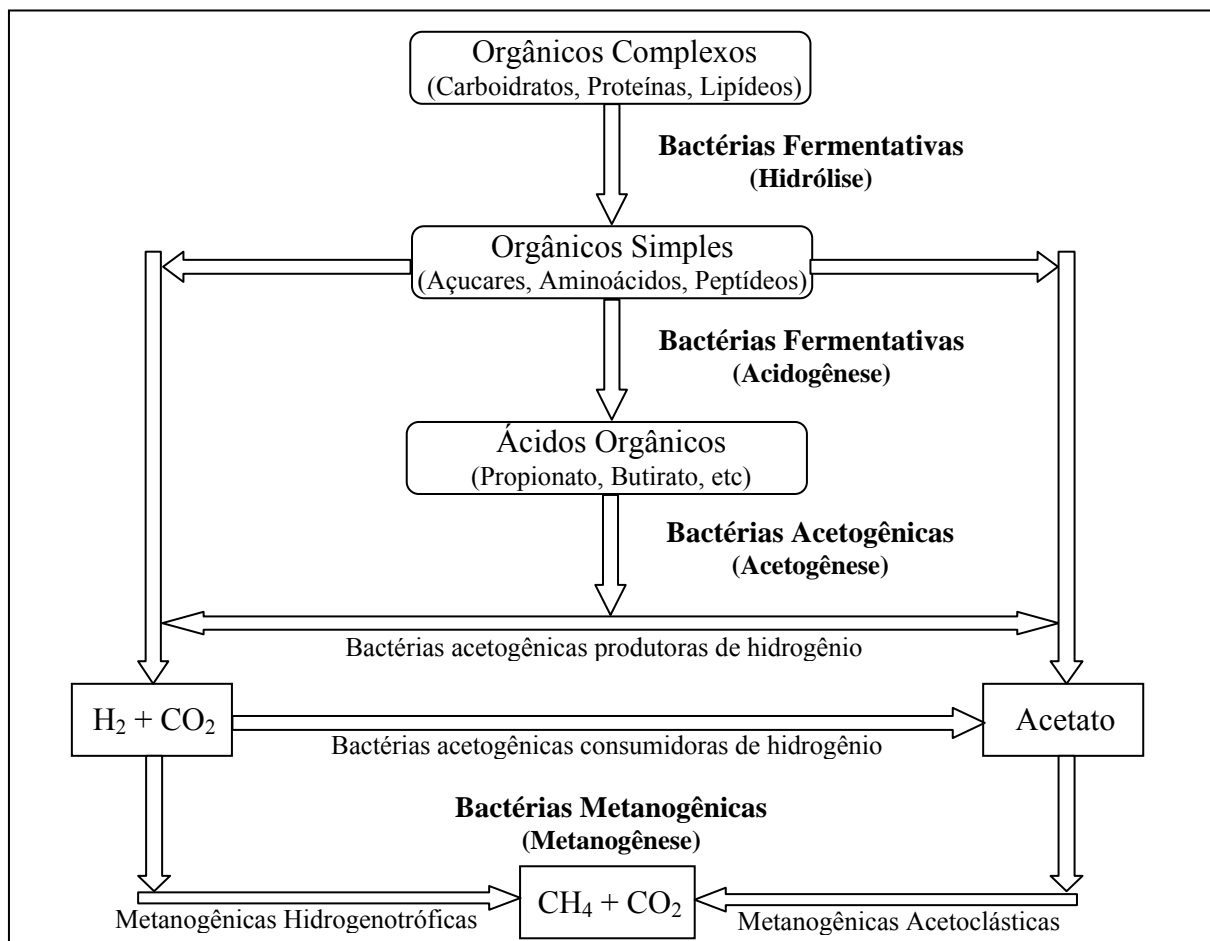 Orgânicos Complexos
(Carboidratos, Proteínas, Lipídeos)
Bactérias Fermentativas
(Hidrólise)
Orgânicos Simples
(Açucares, Aminoácidos, Peptídeos)
Bactérias Fermentativas
(Acidogênese)
Ácidos Orgânicos
(Propionato, Butirato, etc)
Bactérias Acetogênicas
(Acetogênese)
Bactérias acetogênicas produtoras de hidrogênio
H₂ + CO₂
Acetato
Bactérias acetogênicas consumidoras de hidrogênio
Bactérias Metanogênicas
(Metanogênese)
CH₄ + CO₂
Metanogênicas Hidrogenotróficas
Metanogênicas Acetoclásticas